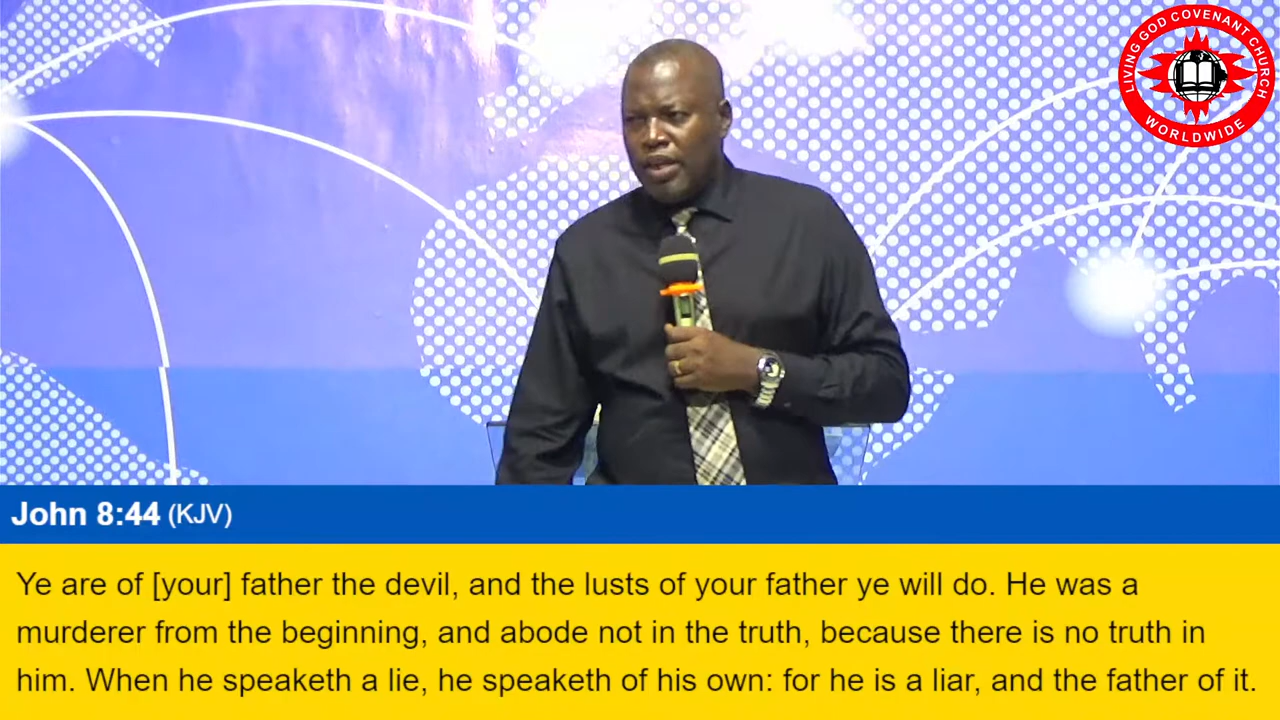 LIVING GOD COVENANT CHURCH
WORLDWIDE
John 8:44 (KJV)
Ye are of [your] father the devil, and the lusts of your father ye will do. He was a
murderer from the beginning, and abode not in the truth, because there is no truth in
him. When he speaketh a lie, he speaketh of his own: for he is a liar, and the father of it.